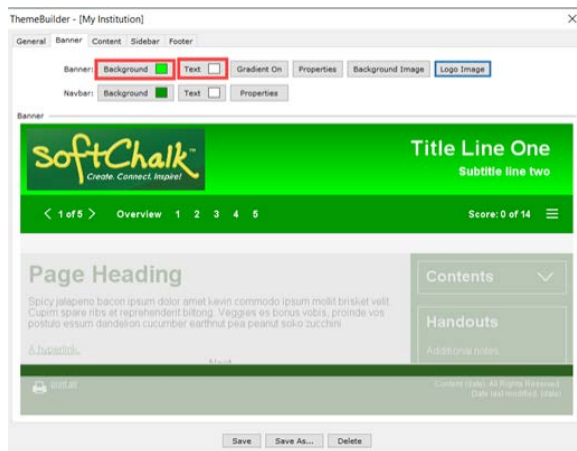 ThemeBuilder - [My Institution]
General Banner Content Sidebar Footer
Banner: Background Text Gradient On Properties Background Image Logo Image
Navbar: Background Text Properties
Banner
SoftChalk™
Create. Connect. Inspire!
Title Line One
Subtitle line two
1 of 5 Overview 1 2 3 4 5 Score: 0 of 14
Page Heading
Spicy jalapeno bacon ipsum dolor amet kevin commodo ipsum mollit brisket velit.
Cupim spare ribs et reprehenderit biltong. Veggies es bonus vobis, proinde vos
postulo essum dandelion cucumber earthnut pea peanut soko zucchini
A hyperlink.
Next
Contents
Handouts
Additional notes
print all
Content {date} All Rights Reserved.
Date last modified: {date}
Save Save As... Delete